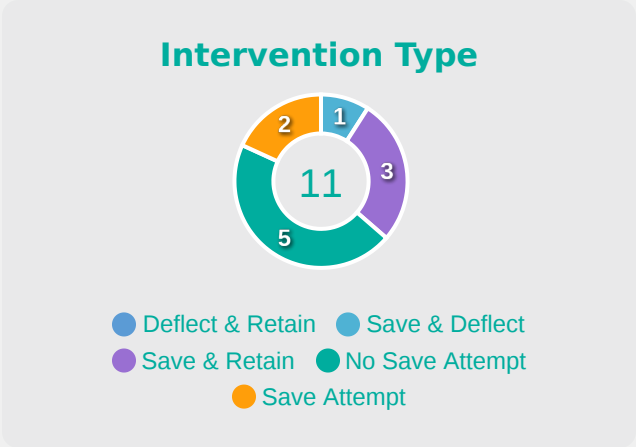 Intervention Type
1
2
3
11
5
Deflect & Retain
Save & Deflect
Save & Retain
No Save Attempt
Save Attempt